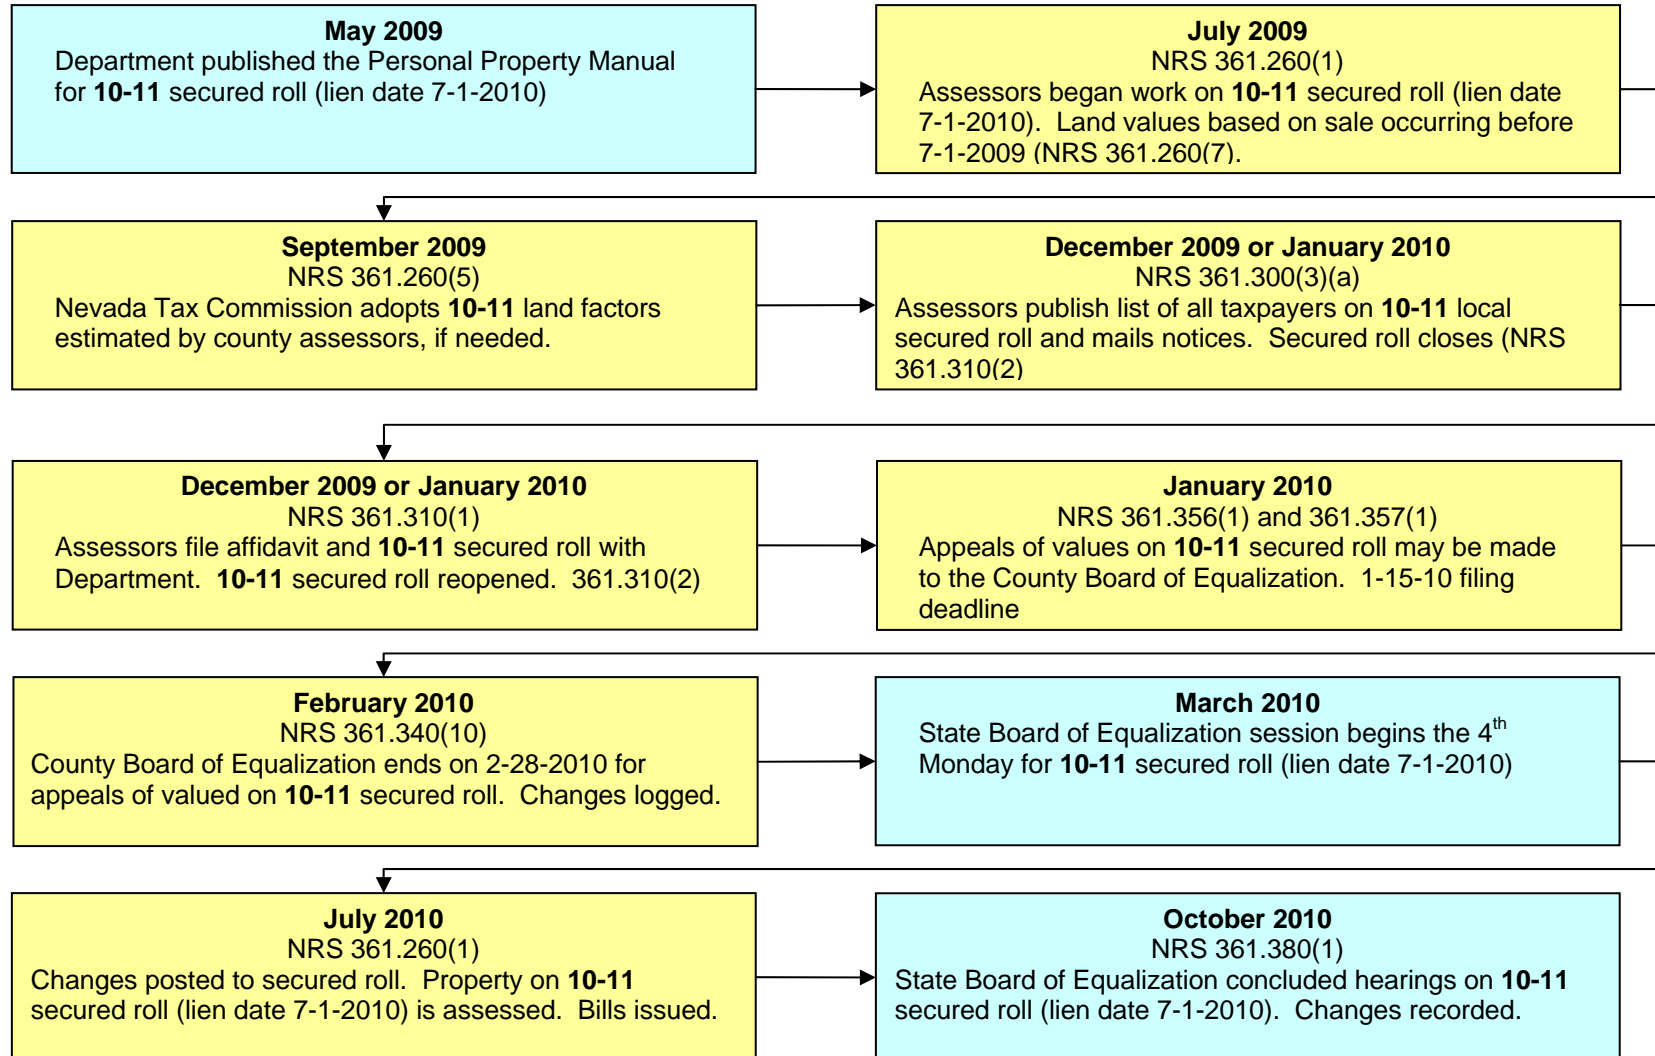 May 2009
Department published the Personal Property Manual
for 10-11 secured roll (lien date 7-1-2010)
July 2009
NRS 361.260(1)
Assessors began work on 10-11 secured roll (lien date
7-1-2010).  Land values based on sale occurring before
7-1-2009 (NRS 361.260(7).
September 2009
NRS 361.260(5)
Nevada Tax Commission adopts 10-11 land factors
estimated by county assessors, if needed.
December 2009 or January 2010
NRS 361.300(3)(a)
Assessors publish list of all taxpayers on 10-11 local
secured roll and mails notices.  Secured roll closes (NRS
361.310(2)
December 2009 or January 2010
NRS 361.310(1)
Assessors file affidavit and 10-11 secured roll with
Department.  10-11 secured roll reopened.  361.310(2)
January 2010
NRS 361.356(1) and 361.357(1)
Appeals of values on 10-11 secured roll may be made
to the County Board of Equalization.  1-15-10 filing
deadline
February 2010
NRS 361.340(10)
County Board of Equalization ends on 2-28-2010 for
appeals of valued on 10-11 secured roll.  Changes logged.
March 2010
State Board of Equalization session begins the 4th
Monday for 10-11 secured roll (lien date 7-1-2010)
July 2010
NRS 361.260(1)
Changes posted to secured roll.  Property on 10-11
secured roll (lien date 7-1-2010) is assessed.  Bills issued.
October 2010
NRS 361.380(1)
State Board of Equalization concluded hearings on 10-11
secured roll (lien date 7-1-2010).  Changes recorded.